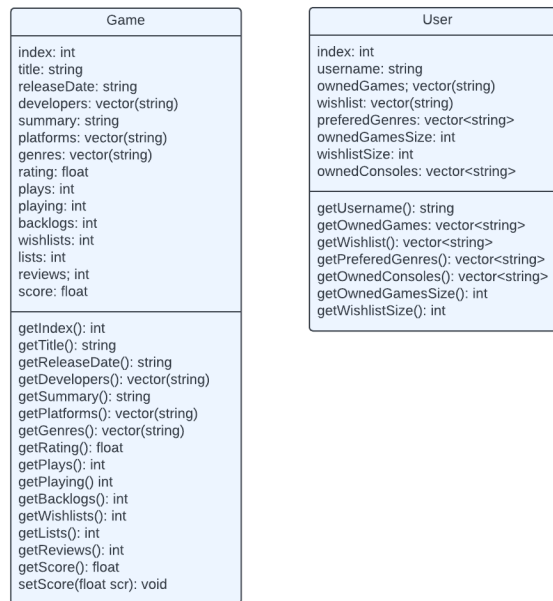 Game
index: int
title: string
releaseDate: string
developers: vector(string)
summary: string
platforms: vector(string)
genres: vector(string)
rating: float
plays: int
playing: int
backlogs: int
wishlists: int
lists: int
reviews; int
score: float
getIndex(): int
getTitle(): string
getReleaseDate(): string
getDevelopers(): vector(string)
getSummary(): string
getPlatforms(): vector(string)
getGenres(): vector(string)
getRating(): float
getPlays(): int
getPlaying() int
getBacklogs(): int
getWishlists(): int
getLists(): int
getReviews(): int
getScore(): float
setScore(float scr): void
User
index: int
username: string
ownedGames; vector(string)
wishlist: vector(string)
preferedGenres: vector<string>
ownedGamesSize: int
wishlistSize: int
ownedConsoles: vector<string>
getUsername(): string
getOwnedGames: vector<string>
getWishlist(): vector<string>
getPreferedGenres(): vector<string>
getOwnedConsoles(): vector<string>
getOwnedGamesSize(): int
getWishlistSize(): int